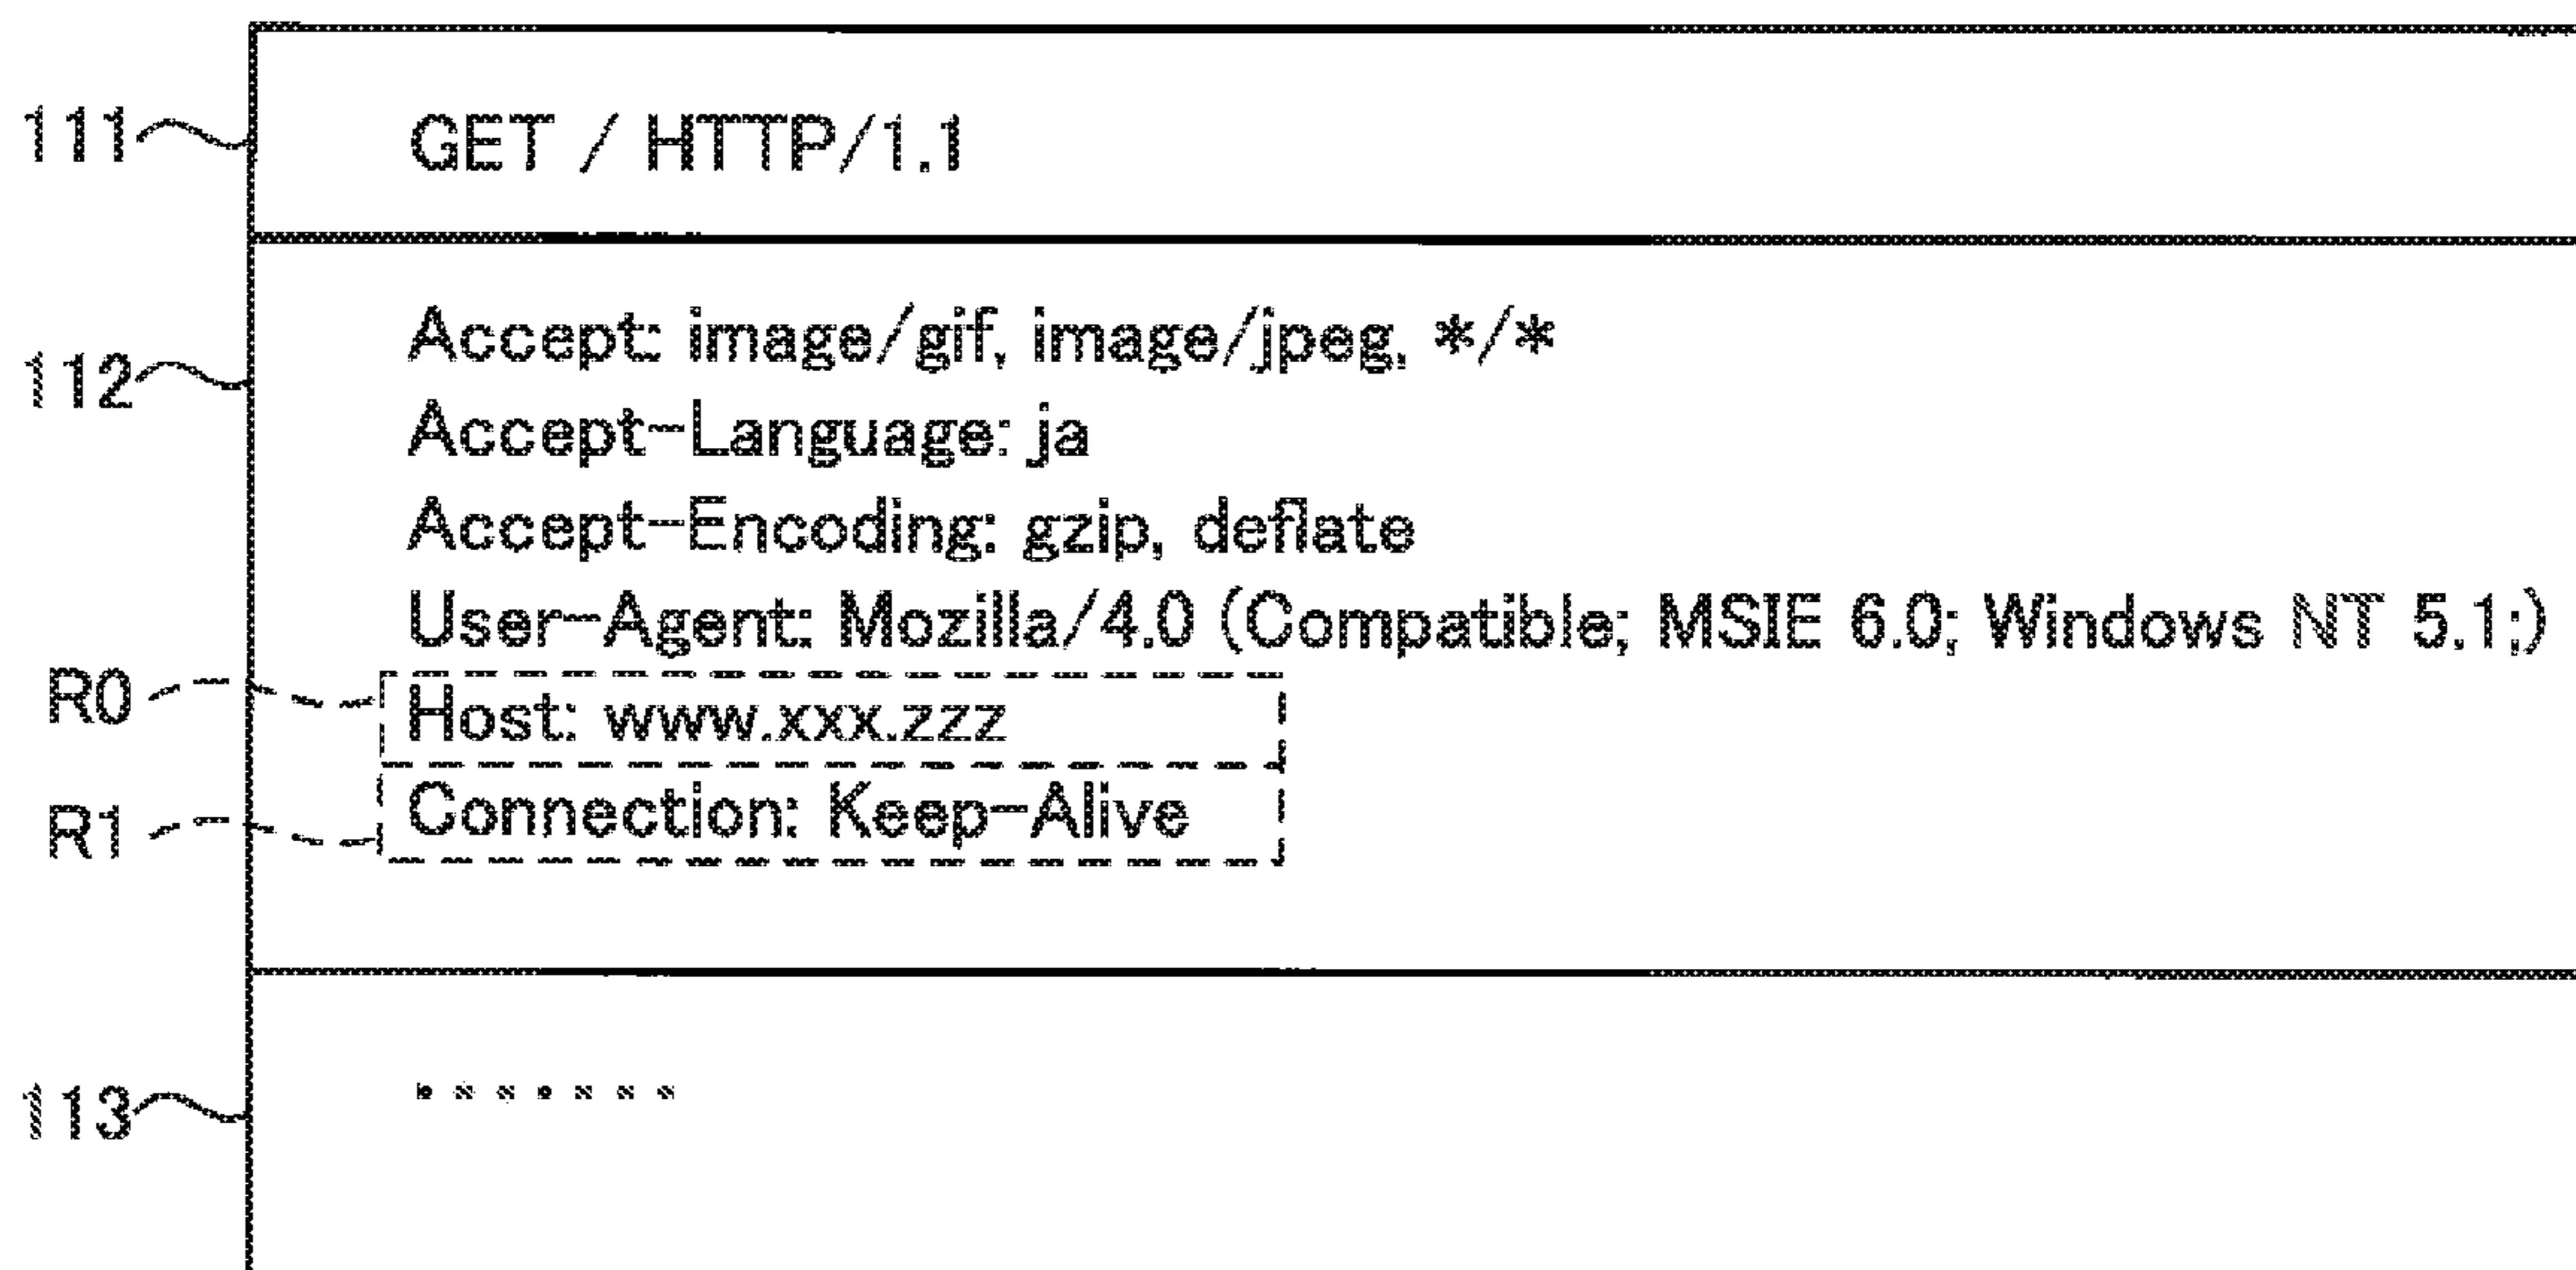 111 GET / HTTP/1.1
112 Accept: image/gif, image/jpeg, */*
Accept-Language: ja
Accept-Encoding: gzip, deflate
User-Agent: Mozilla/4.0 (Compatible; MSIE 6.0; Windows NT 5.1;)
R0 Host: www.xxx.zzz
R1 Connection: Keep-Alive
113 ・・・・・・・